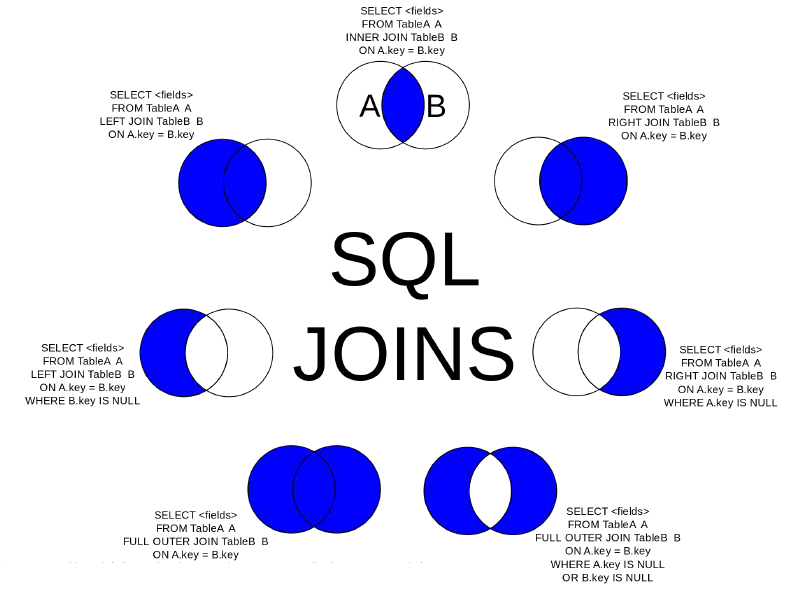 SELECT <fields>
FROM TableA A
INNER JOIN TableB B
ON A.key = B.key
A B
SELECT <fields>
FROM TableA A
LEFT JOIN TableB B
ON A.key = B.key
SELECT <fields>
FROM TableA A
RIGHT JOIN TableB B
ON A.key = B.key
SQL
JOINS
SELECT <fields>
FROM TableA A
LEFT JOIN TableB B
ON A.key = B.key
WHERE B.key IS NULL
SELECT <fields>
FROM TableA A
RIGHT JOIN TableB B
ON A.key = B.key
WHERE A.key IS NULL
SELECT <fields>
FROM TableA A
FULL OUTER JOIN TableB B
ON A.key = B.key
SELECT <fields>
FROM TableA A
FULL OUTER JOIN TableB B
ON A.key = B.key
WHERE A.key IS NULL
OR B.key IS NULL